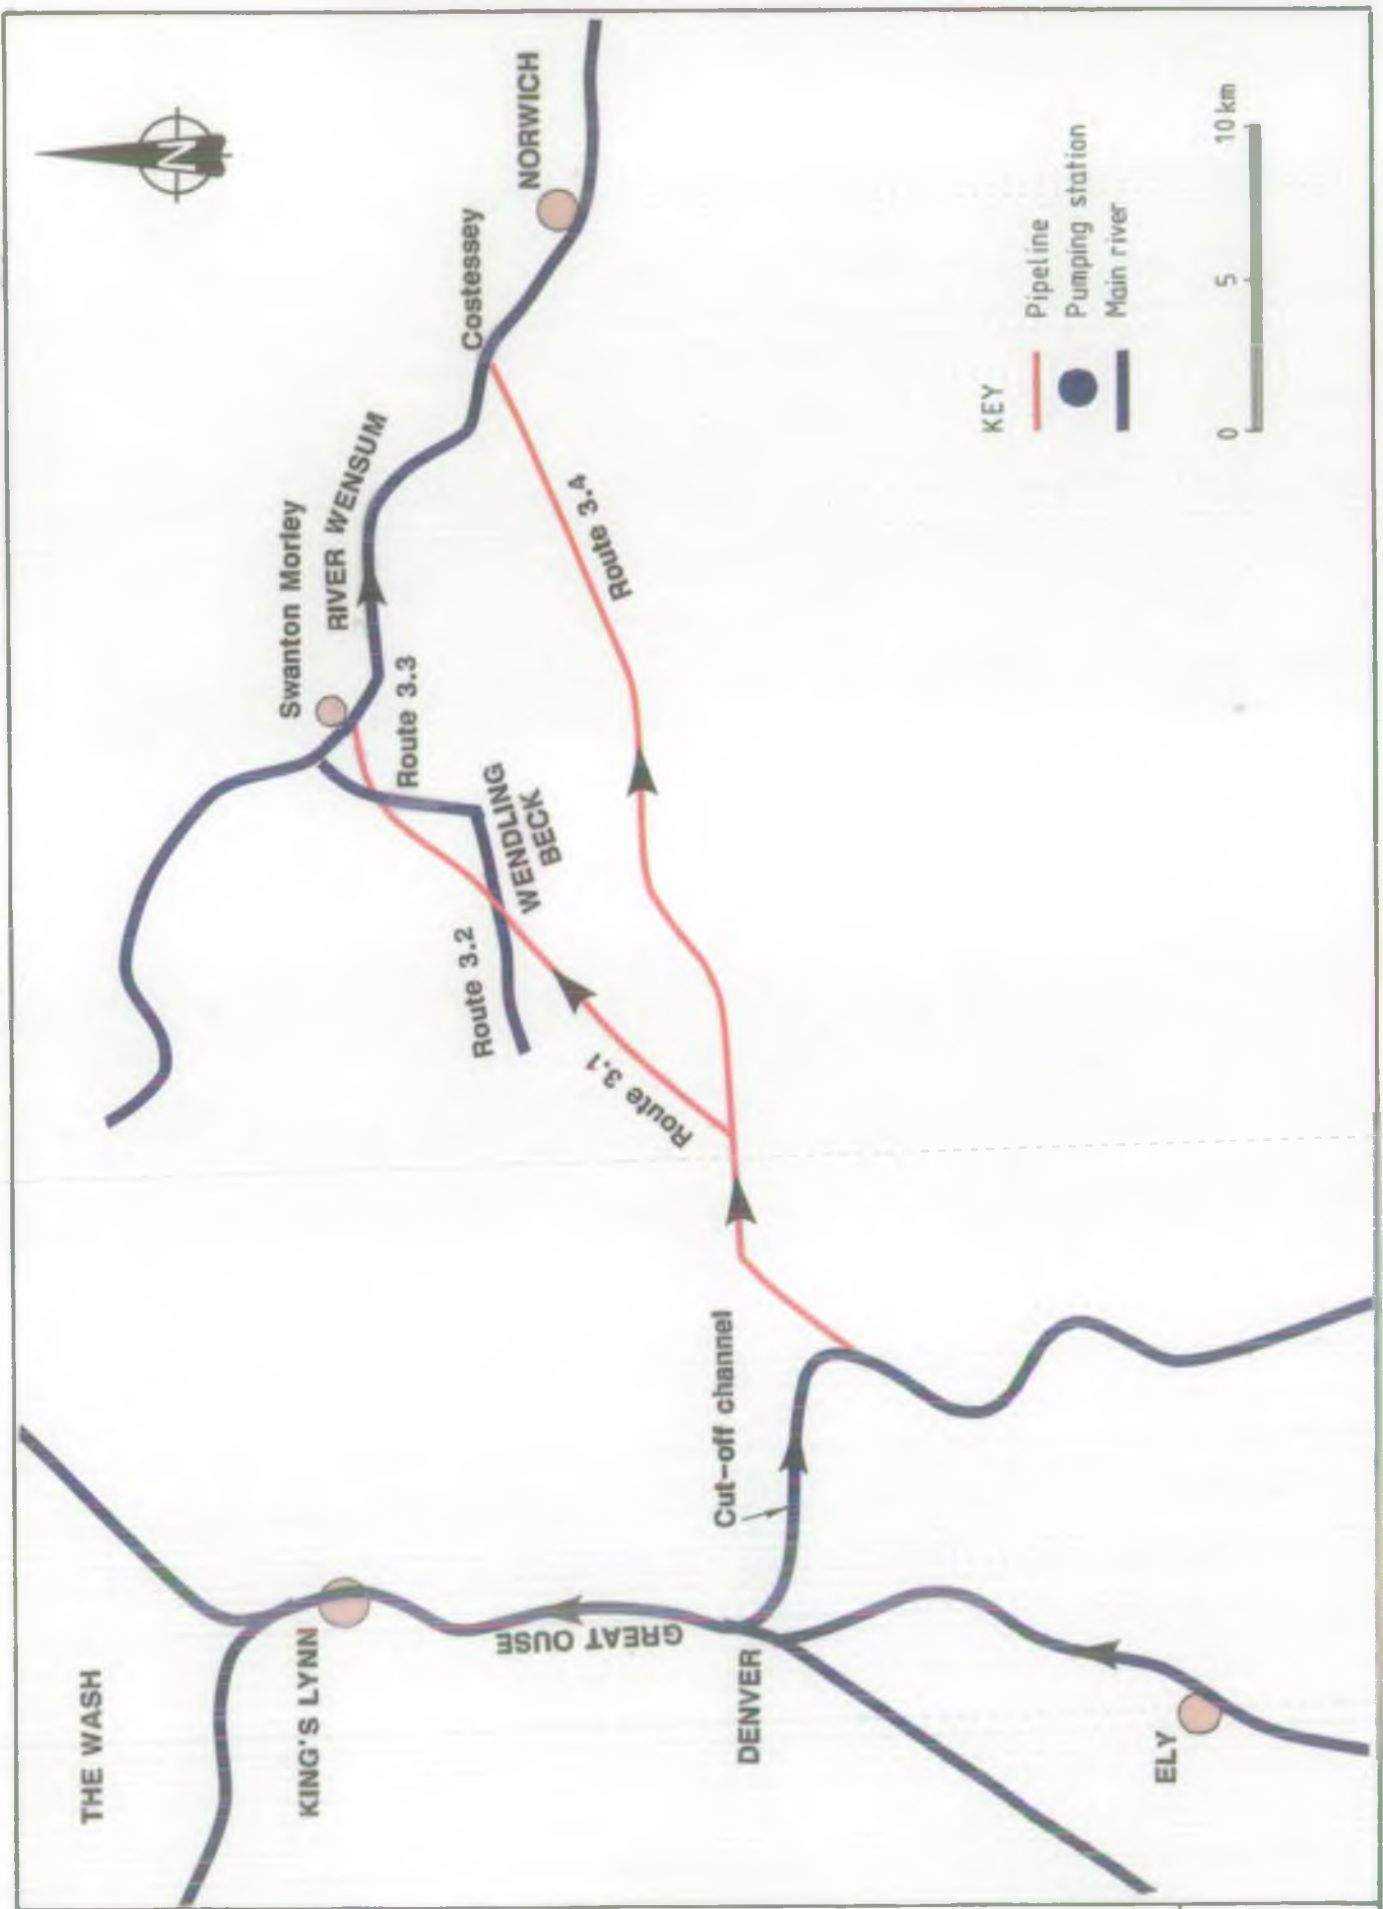 THE WASH
KING'S LYNN
GREAT OUSE
DENVER
ELY
Cut-off channel
Route 3.1
Route 3.2
WENDLING
BECK
Route 3.3
Swanton Morley
RIVER WENSUM
Route 3.4
Costessey
NORWICH
N
KEY
Pipeline
Pumping station
Main river
0 5 10 km